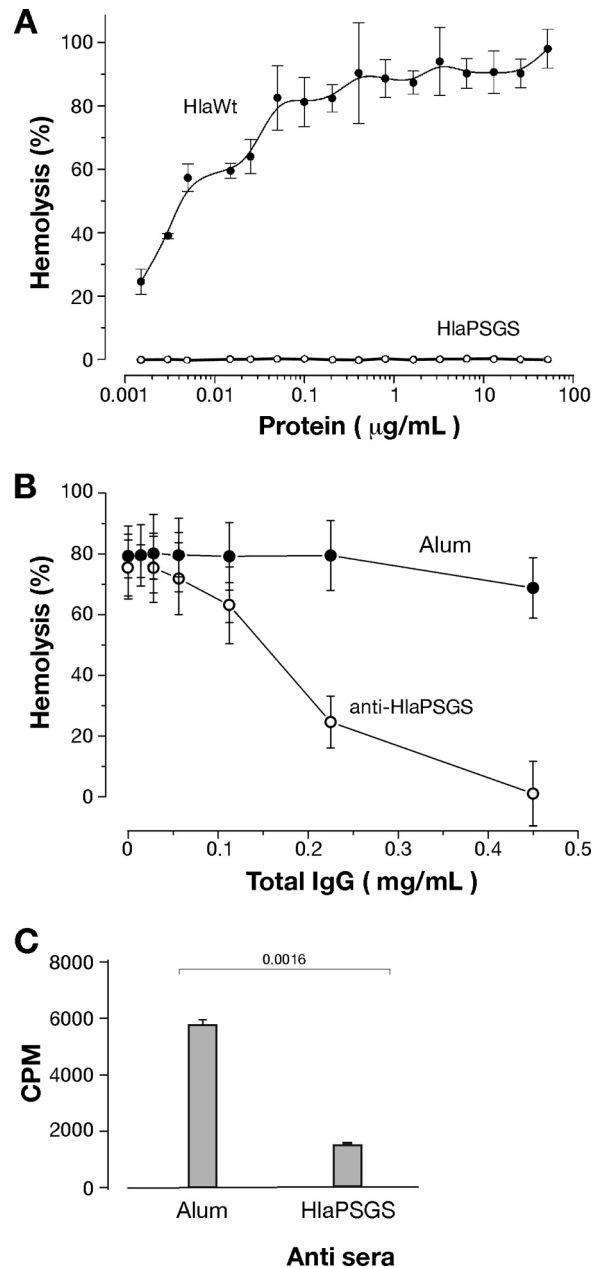 A
100
80
60
40
20
0
Hemolysis (%)
HlaWt
HlaPSGS
0.001 0.01 0.1 1 10 100
Protein ( µg/mL )
B
100
80
60
40
20
0
Hemolysis (%)
Alum
anti-HlaPSGS
0 0.1 0.2 0.3 0.4 0.5
Total IgG ( mg/mL )
C
8000
6000
4000
2000
0
CPM
0.0016
Alum HlaPSGS
Anti sera